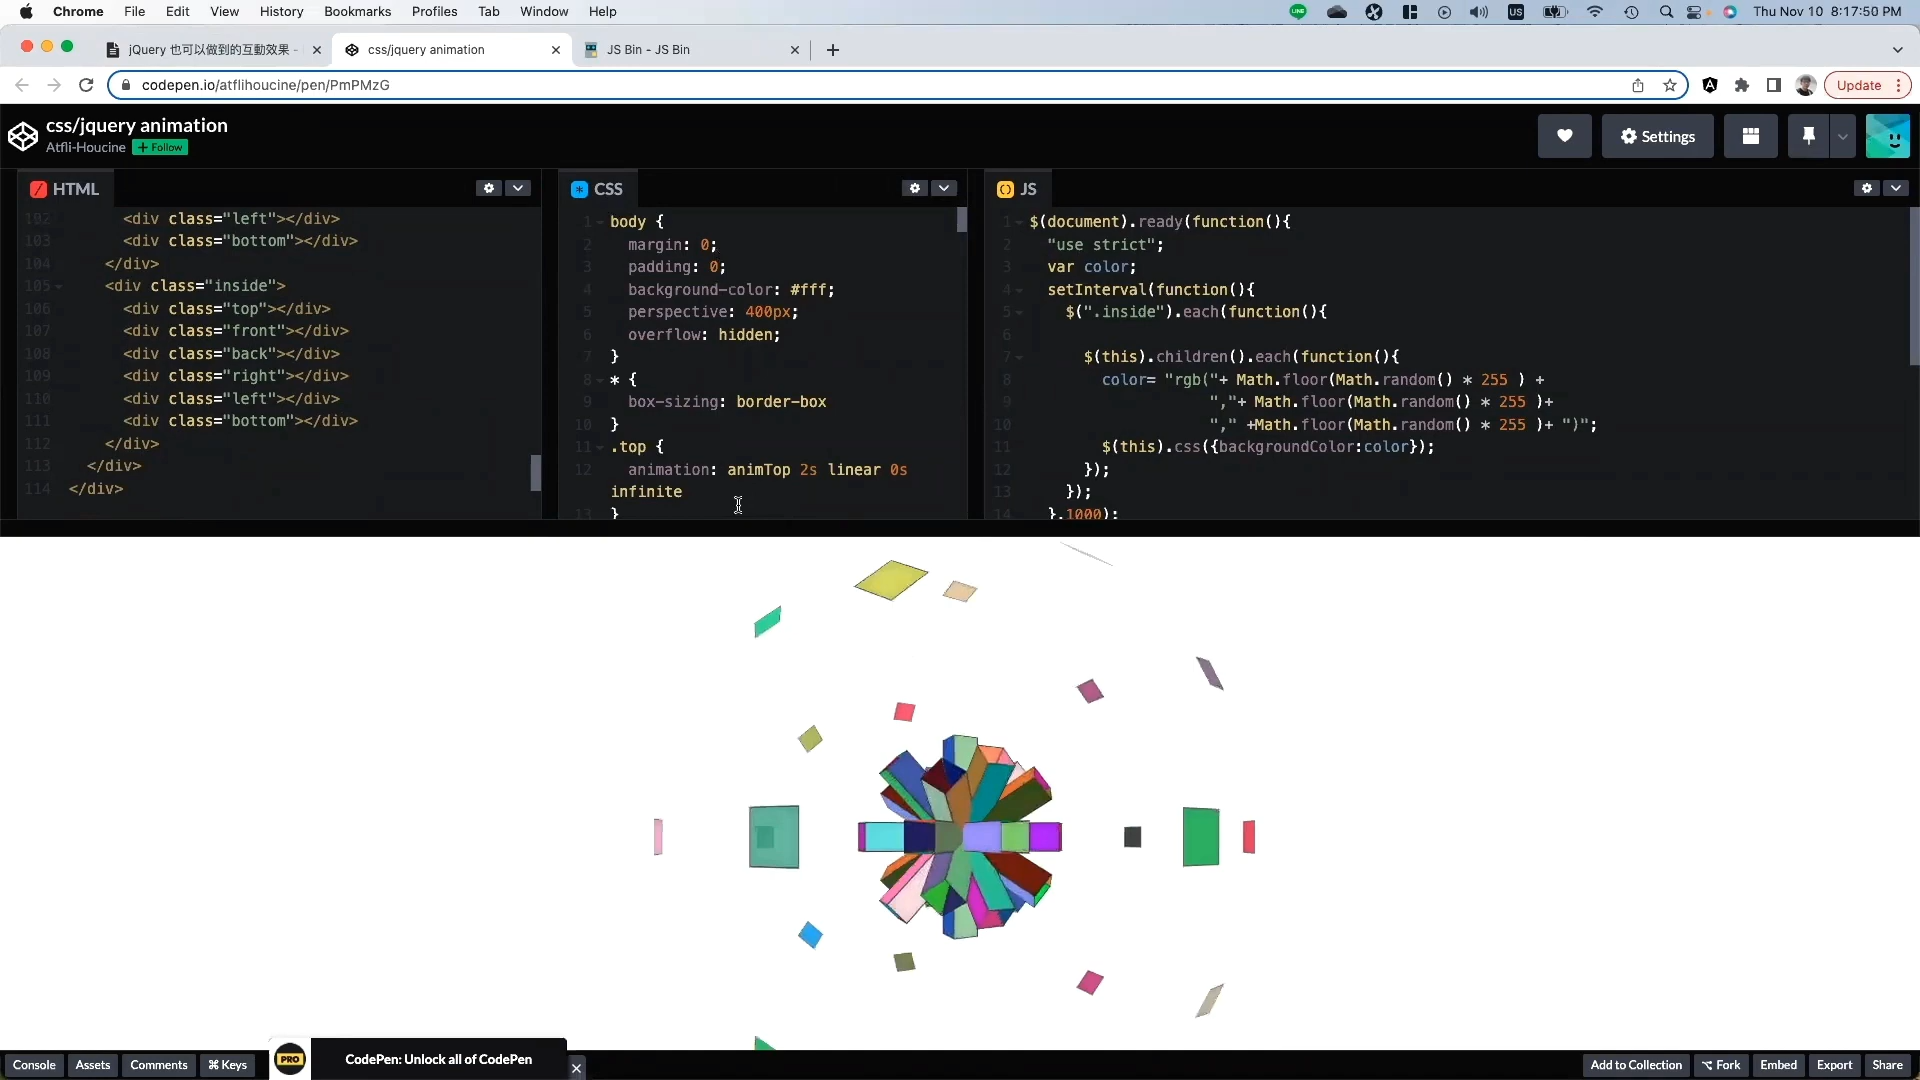 Chrome File Edit View History Bookmarks Profiles Tab Window Help
US
Thu Nov 10 8:17:50 PM
jQuery 也可以做到的互動效果 -
css/jquery animation
JS Bin - JS Bin
codepen.io/atflihoucine/pen/PmPMzG
Update
css/jquery animation
Atfli-Houcine
+ Follow
Settings
HTML
102 <div class="left"></div>
103 <div class="bottom"></div>
104 </div>
105 <div class="inside">
106 <div class="top"></div>
107 <div class="front"></div>
108 <div class="back"></div>
109 <div class="right"></div>
110 <div class="left"></div>
111 <div class="bottom"></div>
112 </div>
113 </div>
114 </div>
CSS
1 body {
2 margin: 0;
3 padding: 0;
4 background-color: #fff;
5 perspective: 400px;
6 overflow: hidden;
7 }
8 * {
9 box-sizing: border-box
10 }
11 .top {
12 animation: animTop 2s linear 0s
infinite
13 }
JS
1 $(document).ready(function(){
2 "use strict";
3 var color;
4 setInterval(function(){
5 $(".inside").each(function(){
6
7 $(this).children().each(function(){
8 color= "rgb("+ Math.floor(Math.random() * 255 ) +
9 ","+ Math.floor(Math.random() * 255 )+
10 "," +Math.floor(Math.random() * 255 )+ ")";
11 $(this).css({backgroundColor:color});
12 });
13 });
14 },1000);
Console Assets Comments ⌘ Keys
PRO
CodePen: Unlock all of CodePen
Add to Collection ⌥ Fork Embed Export Share